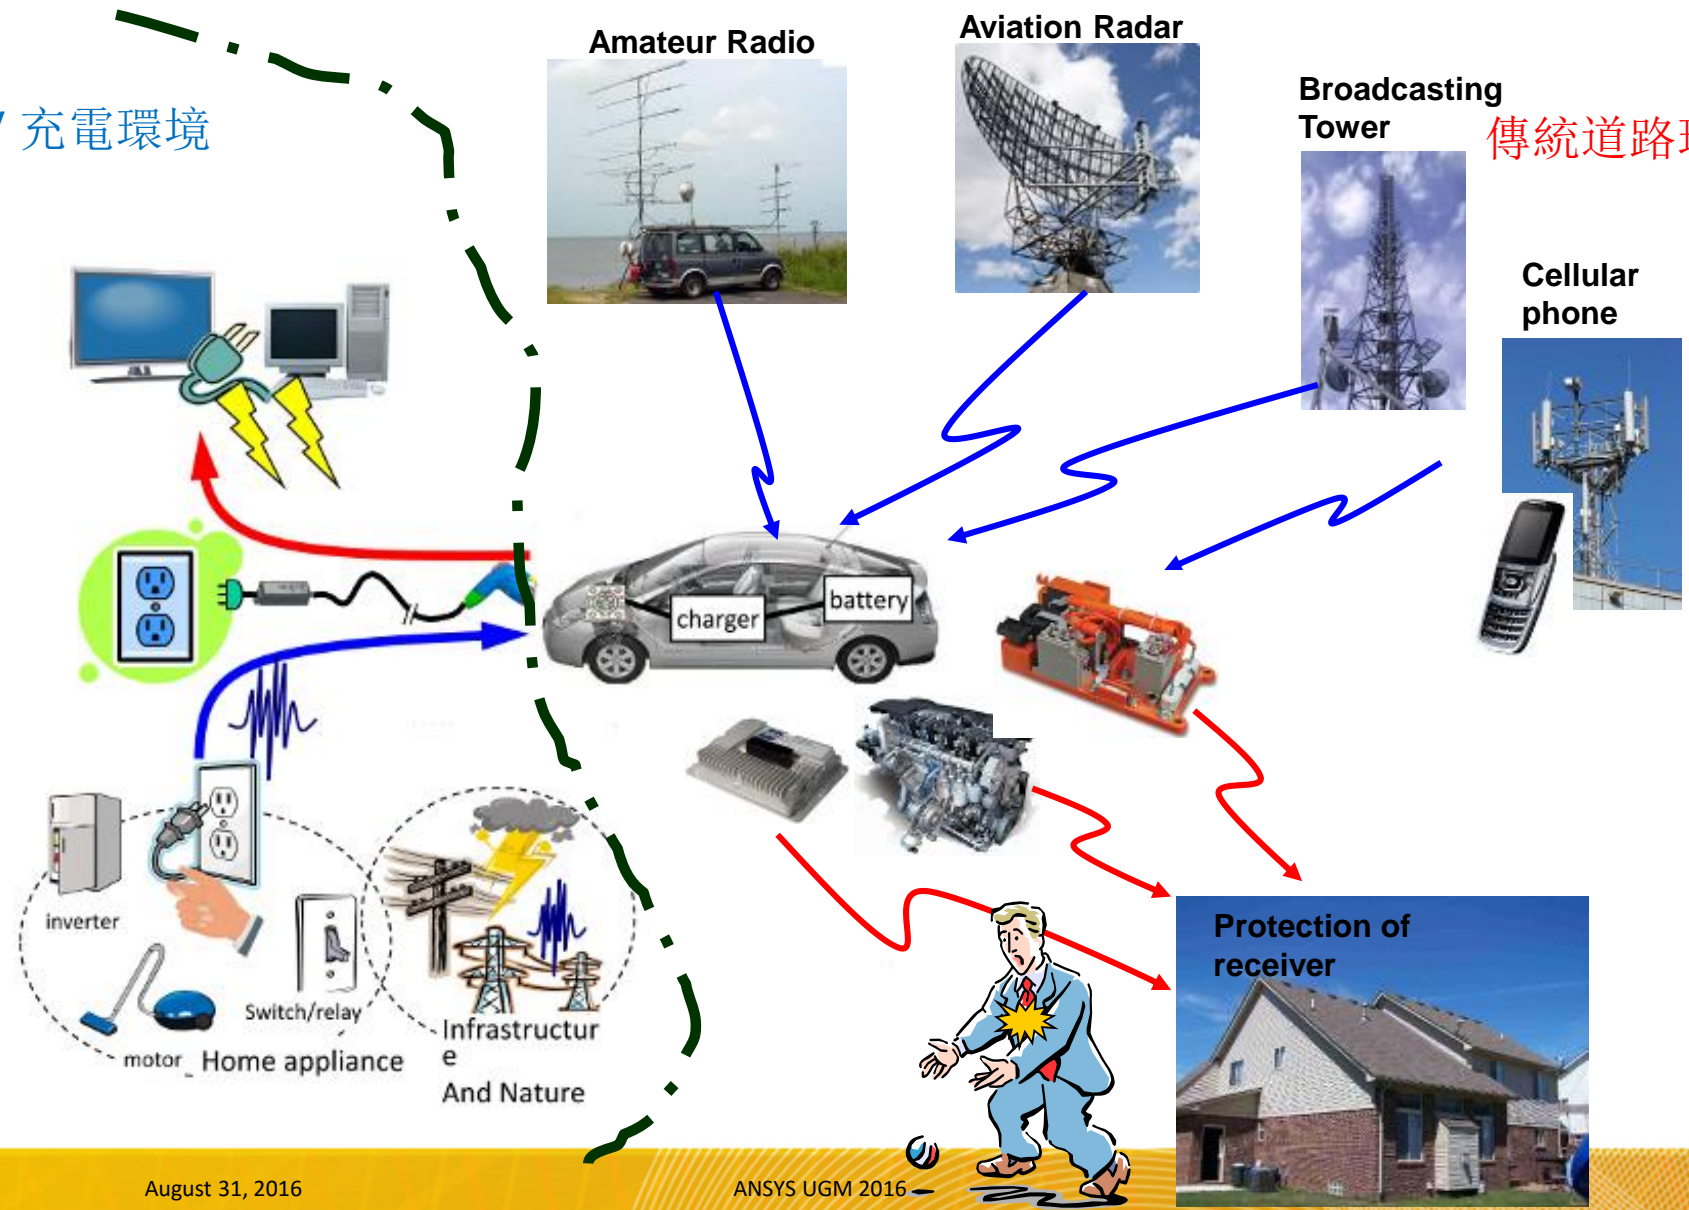 Amateur Radio
Aviation Radar
Broadcasting
Tower
充電環境
傳統道路
Cellular
phone
charger
battery
inverter
Switch/relay
motor
Home appliance
Infrastructur
e
And Nature
Protection of
receiver
August 31, 2016
ANSYS UGM 2016